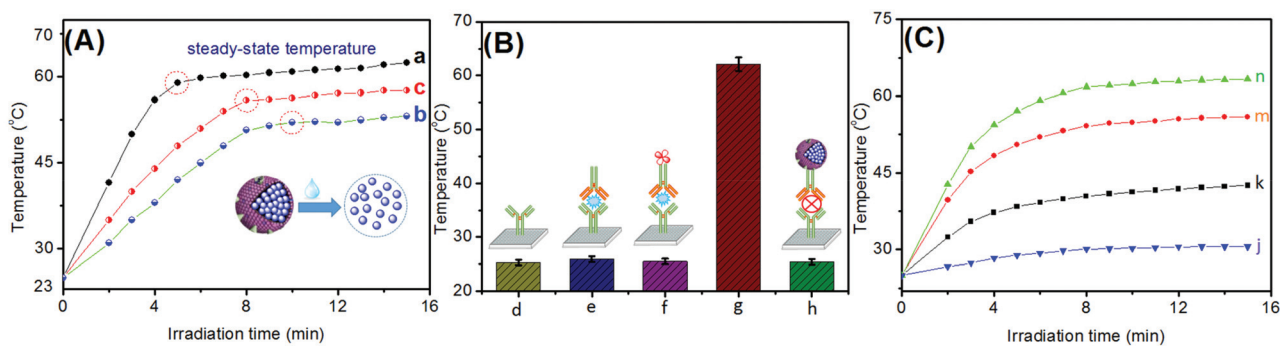 (A)
steady-state temperature
a
c
b
70
60
45
30
23
Temperature (°C)
0 4 8 12 16
Irradiation time (min)
(B)
70
60
50
40
30
20
Temperature (°C)
d e f g h
(C)
75
60
45
30
Temperature (°C)
n
m
k
j
0 2 4 6 8 10 12 14 16
Irradiation time (min)